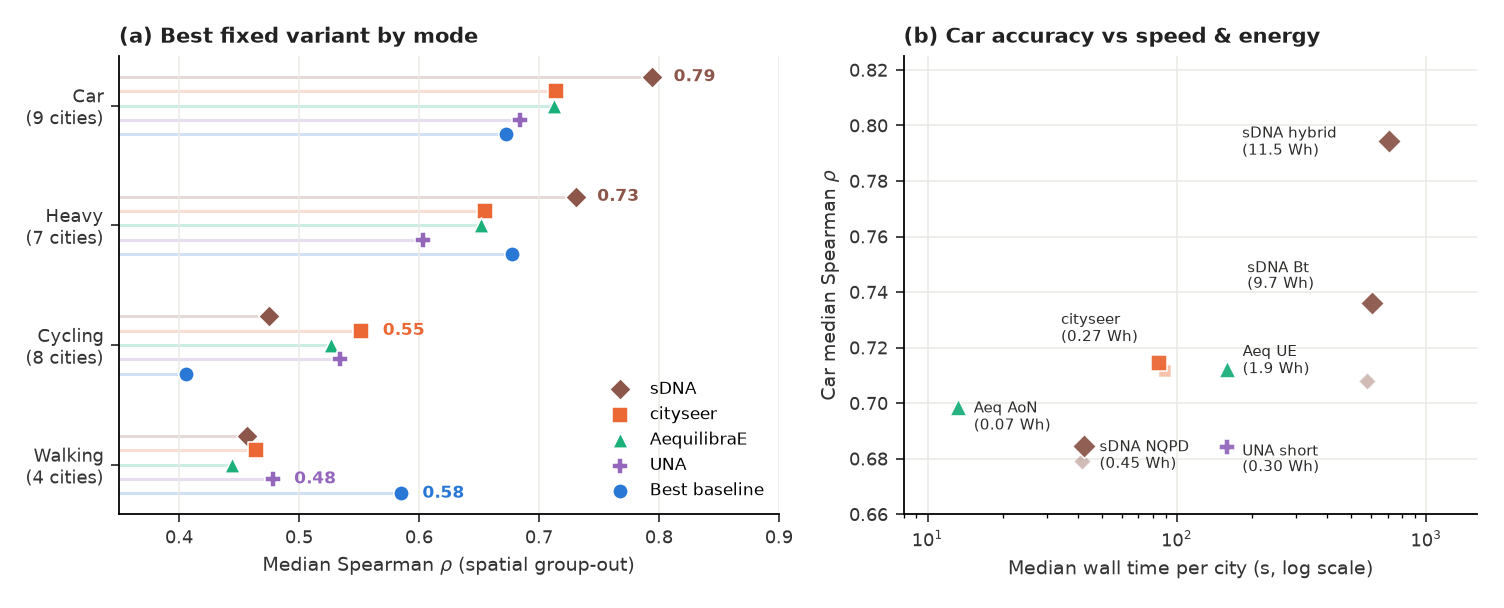 (a) Best fixed variant by mode
Car
(9 cities)
Heavy
(7 cities)
Cycling
(8 cities)
Walking
(4 cities)
0.79
0.73
0.55
0.48
0.58
sDNA
cityseer
AequilibraE
UNA
Best baseline
0.4
0.5
0.6
0.7
0.8
0.9
Median Spearman ρ (spatial group-out)
(b) Car accuracy vs speed & energy
Car median Spearman ρ
0.82
0.80
0.78
0.76
0.74
0.72
0.70
0.68
0.66
sDNA hybrid
(11.5 Wh)
sDNA Bt
(9.7 Wh)
cityseer
(0.27 Wh)
Aeq UE
(1.9 Wh)
Aeq AoN
(0.07 Wh)
sDNA NQPD
(0.45 Wh)
UNA short
(0.30 Wh)
10¹
10²
10³
Median wall time per city (s, log scale)